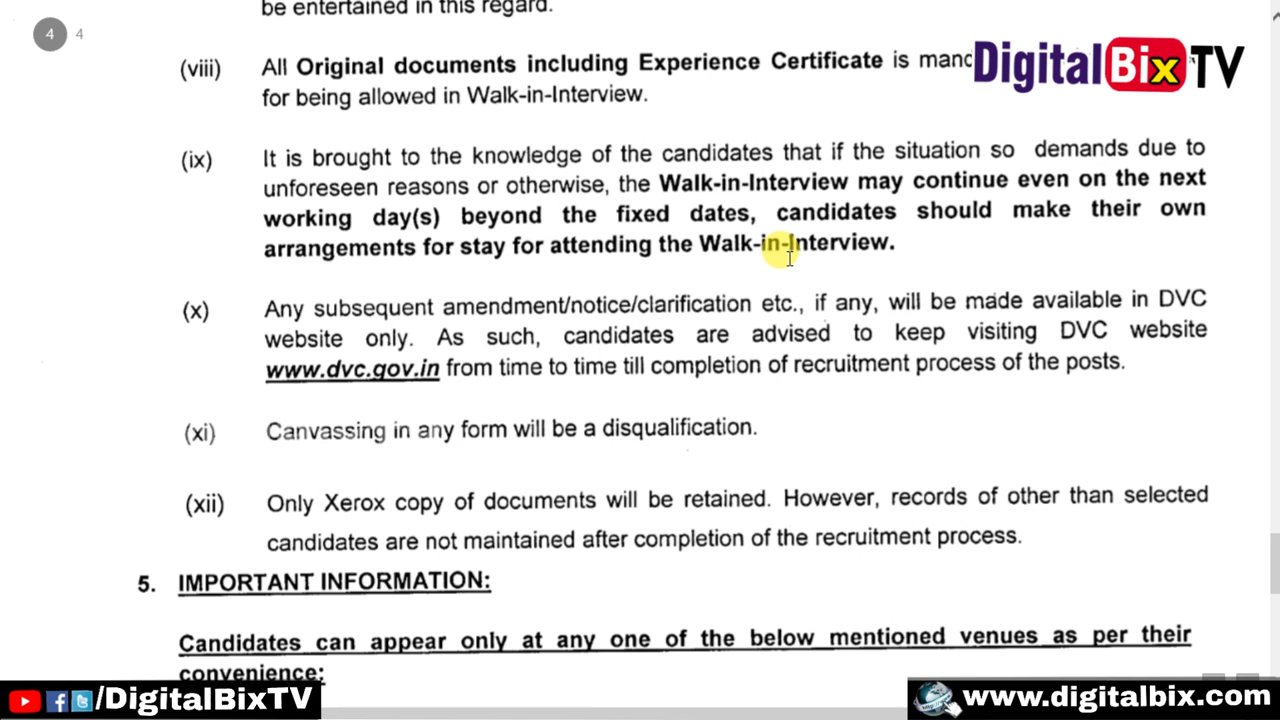 be entertained in this regard.
4 4
(viii) All Original documents including Experience Certificate is
for being allowed in Walk-in-Interview.
DigitalBixTV
(ix) It is brought to the knowledge of the candidates that if the situation so demands due to
unforeseen reasons or otherwise, the Walk-in-Interview may continue even on the next
working day(s) beyond the fixed dates, candidates should make their own
arrangements for stay for attending the Walk-in-Interview.
(x) Any subsequent amendment/notice/clarification etc., if any, will be made available in DVC
website only. As such, candidates are advised to keep visiting DVC website
www.dvc.gov.in from time to time till completion of recruitment process of the posts.
(xi) Canvassing in any form will be a disqualification.
(xii) Only Xerox copy of documents will be retained. However, records of other than selected
candidates are not maintained after completion of the recruitment process.
5. IMPORTANT INFORMATION:
Candidates can appear only at any one of the below mentioned venues as per their
convenience:
/DigitalBixTV
www.digitalbix.com